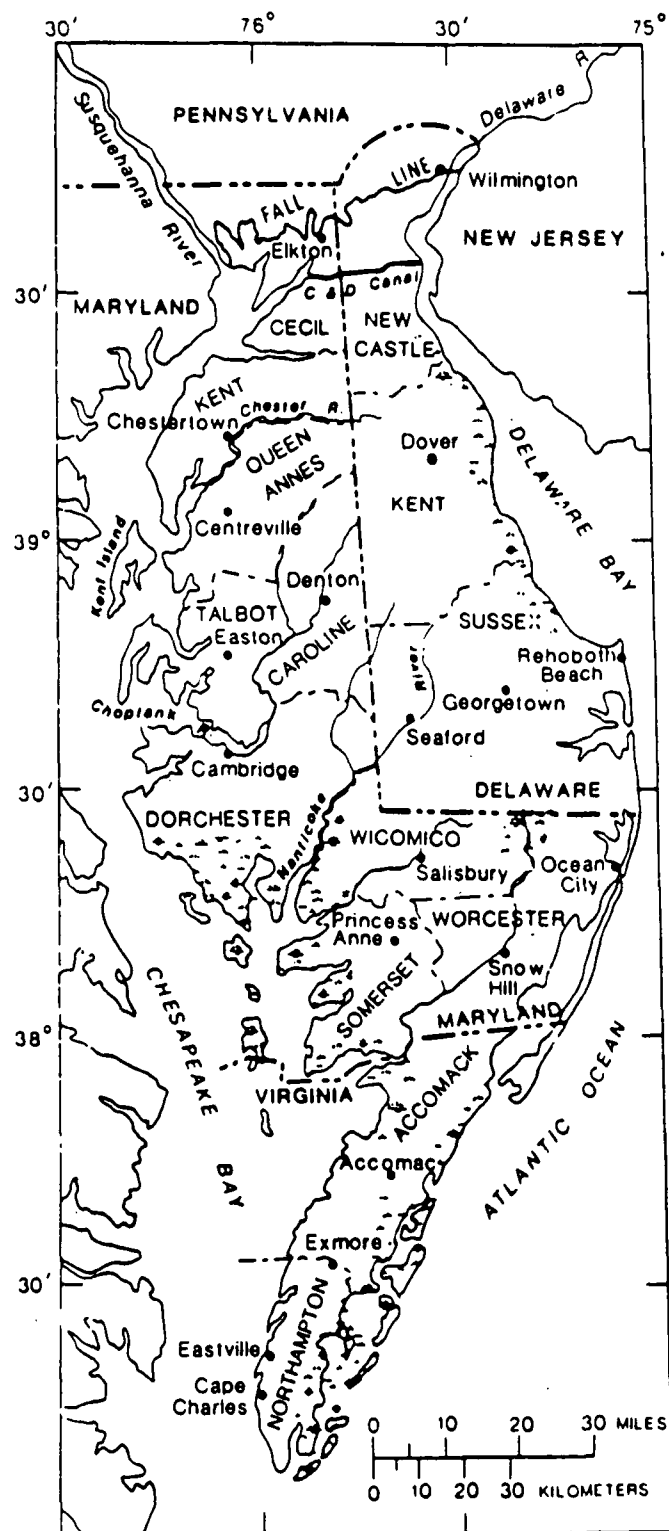 30′
76°
30′
75°
PENNSYLVANIA
Susquehanna
River
Delaware R.
FALL
LINE
Wilmington
Elkton
NEW JERSEY
30′
MARYLAND
C & D Canal
CECIL
NEW
CASTLE
KENT
Chester R.
Chestertown
QUEEN
ANNES
Dover
DELAWARE BAY
KENT
Centreville
39°
Kent Island
Denton
TALBOT
Easton
CAROLINE
SUSSEX
River
Rehoboth
Beach
Georgetown
Choptank
R.
Seaford
Cambridge
30′
DELAWARE
DORCHESTER
Nanticoke
WICOMICO
Salisbury
Ocean
City
Princess
Anne
WORCESTER
Snow
Hill
SOMERSET
CHESAPEAKE
BAY
38°
MARYLAND
VIRGINIA
ACCOMACK
ATLANTIC OCEAN
Accomac
Exmore
30′
NORTHAMPTON
Eastville
Cape
Charles
0 10 20 30 MILES
0 10 20 30 KILOMETERS